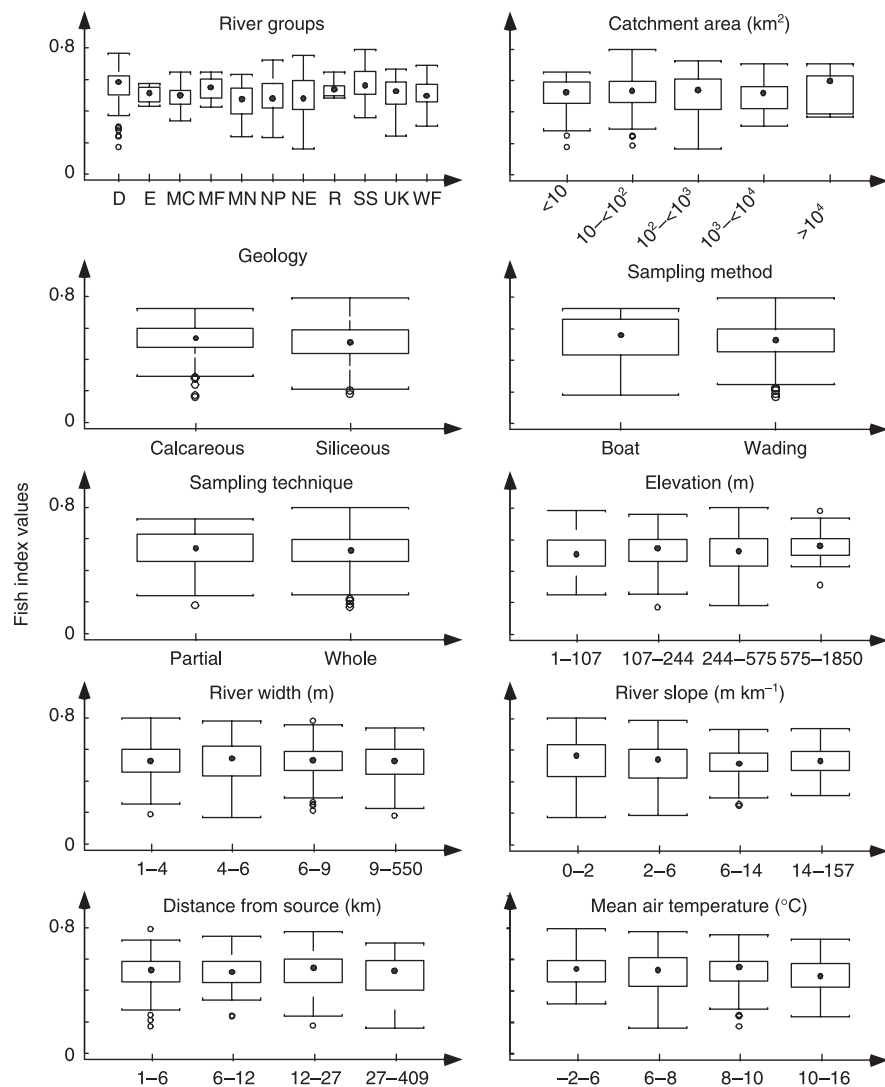 River groups
0·8
0
D E MC MF MN NP NE R SS UK WF
Catchment area (km²)
<10
10–<10²
10²–<10³
10³–<10⁴
>10⁴
Geology
0·8
0
Calcareous Siliceous
Sampling method
Boat Wading
Sampling technique
0·8
0
Partial Whole
Elevation (m)
1–107 107–244 244–575 575–1850
Fish index values
River width (m)
0·8
0
1–4 4–6 6–9 9–550
River slope (m km⁻¹)
0–2 2–6 6–14 14–157
Distance from source (km)
0·8
0
1–6 6–12 12–27 27–409
Mean air temperature (°C)
–2–6 6–8 8–10 10–16